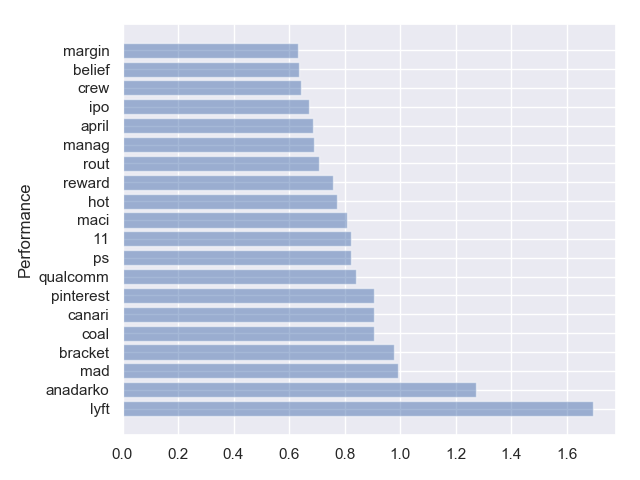 margin
belief
crew
ipo
april
manag
rout
reward
hot
maci
11
ps
qualcomm
pinterest
canari
coal
bracket
mad
anadarko
lyft
Performance
0.0 0.2 0.4 0.6 0.8 1.0 1.2 1.4 1.6